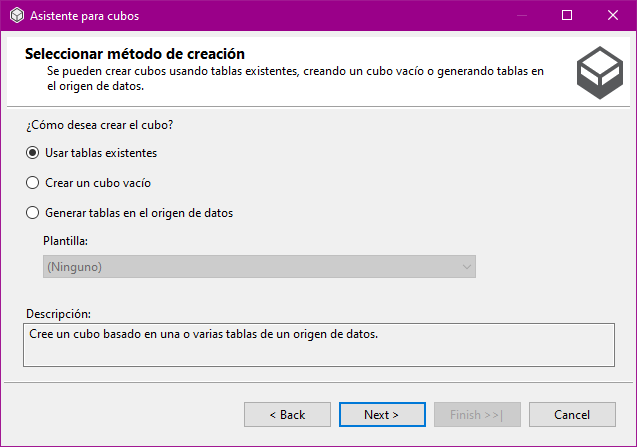 Asistente para cubos
Seleccionar método de creación
Se pueden crear cubos usando tablas existentes, creando un cubo vacío o generando tablas en
el origen de datos.
¿Cómo desea crear el cubo?
Usar tablas existentes
Crear un cubo vacío
Generar tablas en el origen de datos
Plantilla:
(Ninguno)
Descripción:
Cree un cubo basado en una o varias tablas de un origen de datos.
< Back Next > Finish >>| Cancel